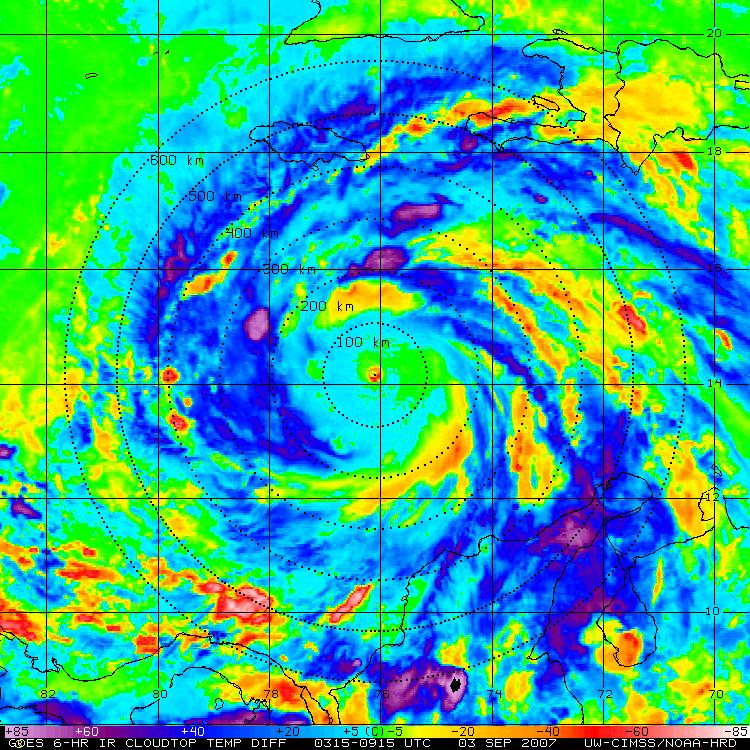 20
600 km
18
500 km
400 km
300 km
16
200 km
100 km
14
12
10
82 80 78 76 74 72 70
+85 +60 +40 +20 +5 (C) -5 -20 -40 -60 -85
GOES 6-HR IR CLOUDTOP TEMP DIFF 0315-0915 UTC 03 SEP 2007 UW-CIMSS/NOAA-HRD